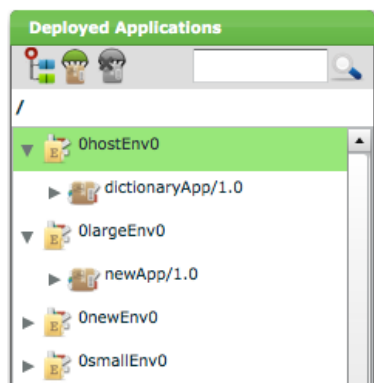 Deployed Applications
/
0hostEnv0
dictionaryApp/1.0
0largeEnv0
newApp/1.0
0newEnv0
0smallEnv0